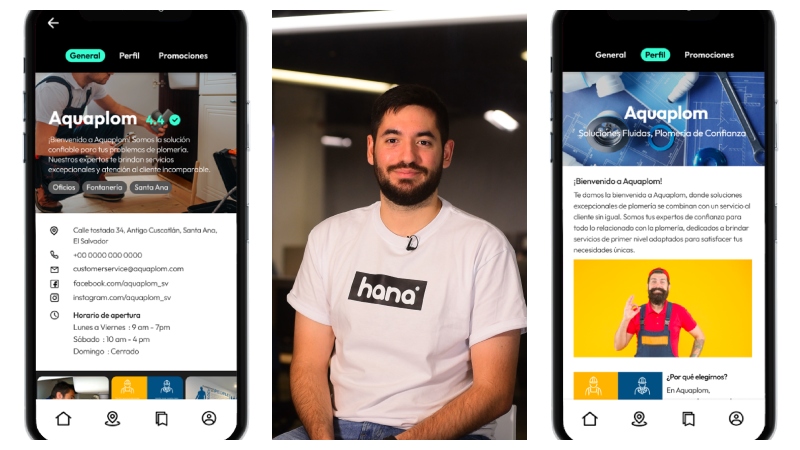 General Perfil Promociones
Aquaplom 4.4
¡Bienvenido a Aquaplom! Somos la solución
confiable para tus problemas de plomería.
Nuestros expertos te brindan servicios
excepcionales y atención al cliente incomparable.
Oficios Fontanería Santa Ana
Calle tostado 34, Antigo Cuscatlán, Santa Ana,
El Salvador
+00 0000 000 0000
customerservice@aquaplom.com
facebook.com/aquaplom_sv
instagram.com/aquaplom_sv
Horario de apertura
Lunes a Viernes : 9 am - 7pm
Sábado : 10 am - 4 pm
Domingo : Cerrado
hana
General Perfil Promociones
Aquaplom
Soluciones Fluidas, Plomería de Confianza
¡Bienvenido a Aquaplom!
Te damos la bienvenida a Aquaplom, donde soluciones
excepcionales de plomería se combinan con un servicio al
cliente sin igual. Somos tus expertos de confianza para
todo lo relacionado con la plomería, dedicados a brindar
servicios de primer nivel adaptados para satisfacer tus
necesidades únicas.
¿Por qué elegirnos?
En Aquaplom,